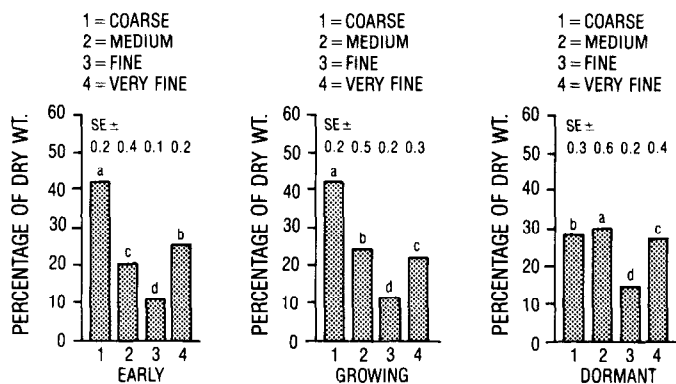 1 = COARSE
2 = MEDIUM
3 = FINE
4 = VERY FINE
PERCENTAGE OF DRY WT.
60
50
40
30
20
10
0
SE ±
0.2 0.4 0.1 0.2
a
c
d
b
1 2 3 4
EARLY
1 = COARSE
2 = MEDIUM
3 = FINE
4 = VERY FINE
PERCENTAGE OF DRY WT.
60
50
40
30
20
10
0
SE ±
0.2 0.5 0.2 0.3
a
b
d
c
1 2 3 4
GROWING
1 = COARSE
2 = MEDIUM
3 = FINE
4 = VERY FINE
PERCENTAGE OF DRY WT.
60
50
40
30
20
10
0
SE ±
0.3 0.6 0.2 0.4
b
a
d
c
1 2 3 4
DORMANT